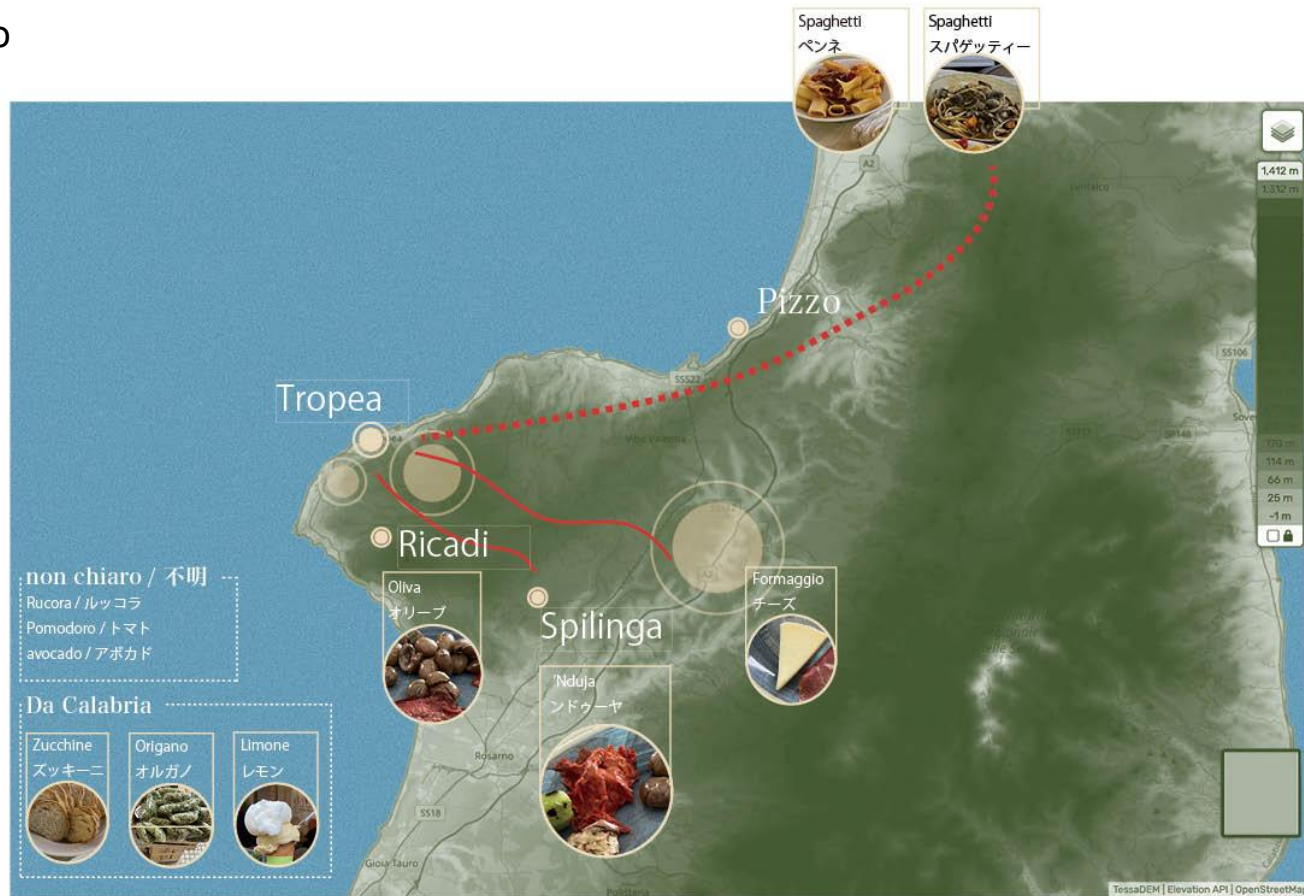 Spaghetti
ペンネ
Spaghetti
スパゲッティー
A2
1,412 m
1,312 m
Pizzo
SS106
SS522
Tropea
Vibo Valentia
170 m
114 m
66 m
25 m
-1 m
Ricadi
non chiaro / 不明
Rucora / ルッコラ
Pomodoro / トマト
avocado / アボカド
Oliva
オリーブ
Formaggio
チーズ
Spilinga
'Nduja
ンドゥーヤ
Da Calabria
Zucchine
ズッキーニ
Origano
オルガノ
Limone
レモン
Rosarno
SS18
Gioia Tauro
Polistena
TessaDEM | Elevation API | OpenStreetMap